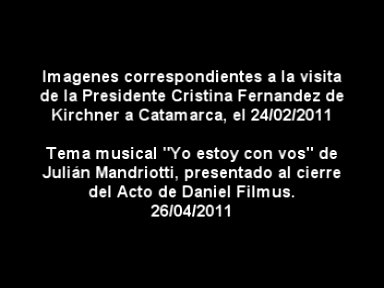 Imagenes correspondientes a la visita
de la Presidente Cristina Fernandez de
Kirchner a Catamarca, el 24/02/2011
Tema musical "Yo estoy con vos" de
Julián Mandriotti, presentado al cierre
del Acto de Daniel Filmus.
26/04/2011